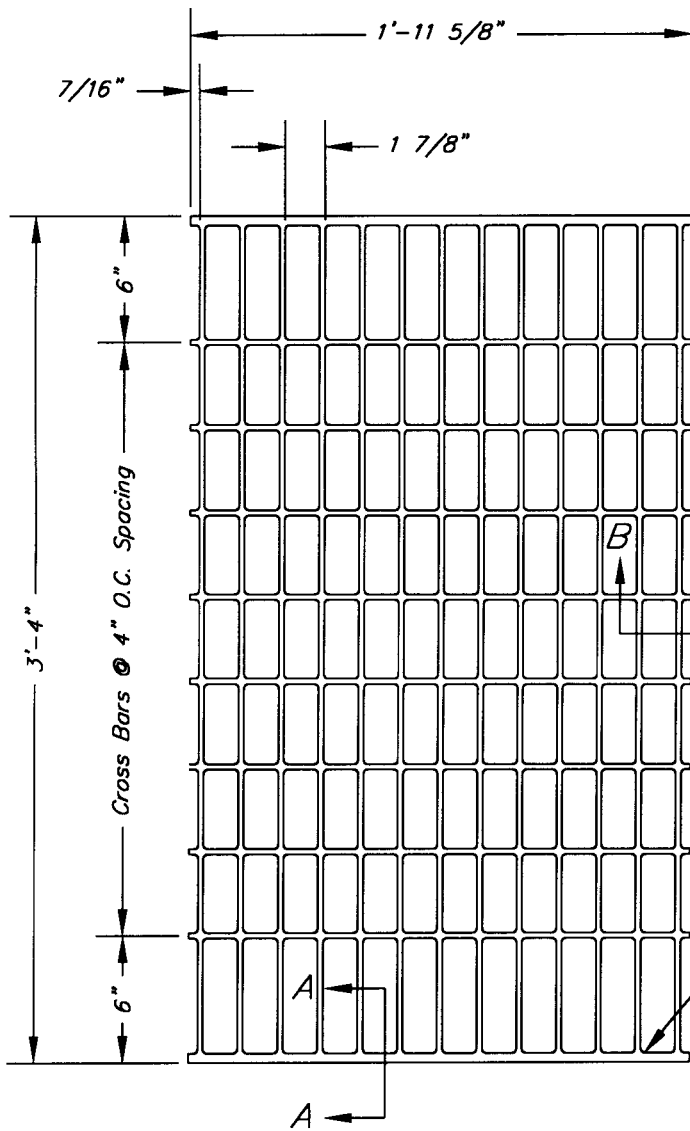 1'-11 5/8"
7/16"
1 7/8"
6"
Cross Bars @ 4" O.C. Spacing
3'-4"
B
6"
A
A